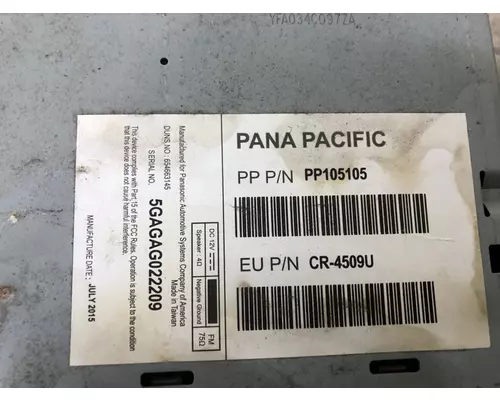 YFA034C097ZA
PANA PACIFIC
PP P/N PP105105
EU P/N CR-4509U
Manufactured for Panasonic Automotive Systems Company of America
Made in Taiwan
DUNS.NO. 654663145
SERIAL NO. 5GAGAG022209
This device complies with Part 15 of the FCC Rules. Operation is subject to the condition
that this device does not cause harmful interference.
MANUFACTURE DATE: JULY 2015
DC 12V
Speaker: 4Ω
Negative Ground
FM
75Ω